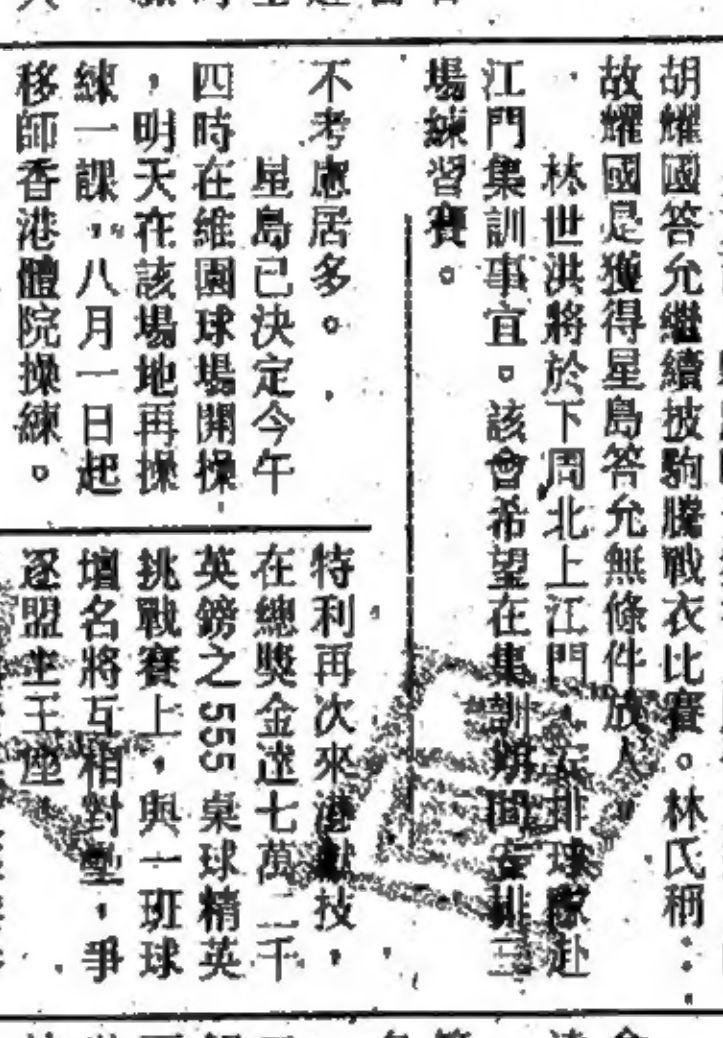 胡耀國答允繼續披駒騰戰衣比賽。林氏稱：
故耀國是獲得星島答允無條件放人，
林世洪將於下周北上江門，安排球隊赴
江門集訓事宜。該會希望在集訓期間安排三
場練習賽。
不考慮居多。
星島已決定今午
四時在維園球場開操
，明天在該場地再操
練一課，八月一日起
移師香港體院操練。
特利再次來港獻技，
在總獎金達七萬二千
英鎊之555桌球精英
挑戰賽上，與一班球
壇名將互相對壘，爭
逐盟主王座，